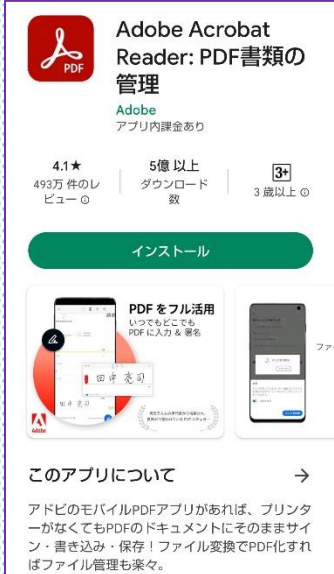 PDF
Adobe Acrobat
Reader: PDF書類の
管理
Adobe
アプリ内課金あり
4.1★
493万 件のレ
ビュー
5億 以上
ダウンロード
数
3+
3 歳以上
インストール
PDF をフル活用
いつでもどこでも
PDF に入力 & 署名
田中 亮司
Adobe
ファイ
このアプリについて
アドビのモバイルPDFアプリがあれば、プリンタ
ーがなくてもPDFのドキュメントにそのままサイ
ン・書き込み・保存！ファイル変換でPDF化すれ
ばファイル管理も楽々。